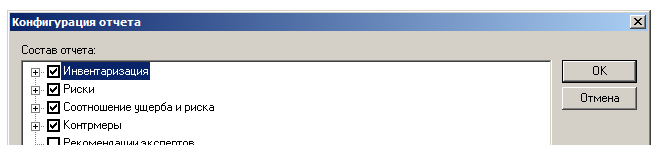 Конфигурация отчета
Состав отчета:
Инвентаризация
OK
Риски
Отмена
Соотношение ущерба и риска
Контрмеры
Рекомендации экспертов